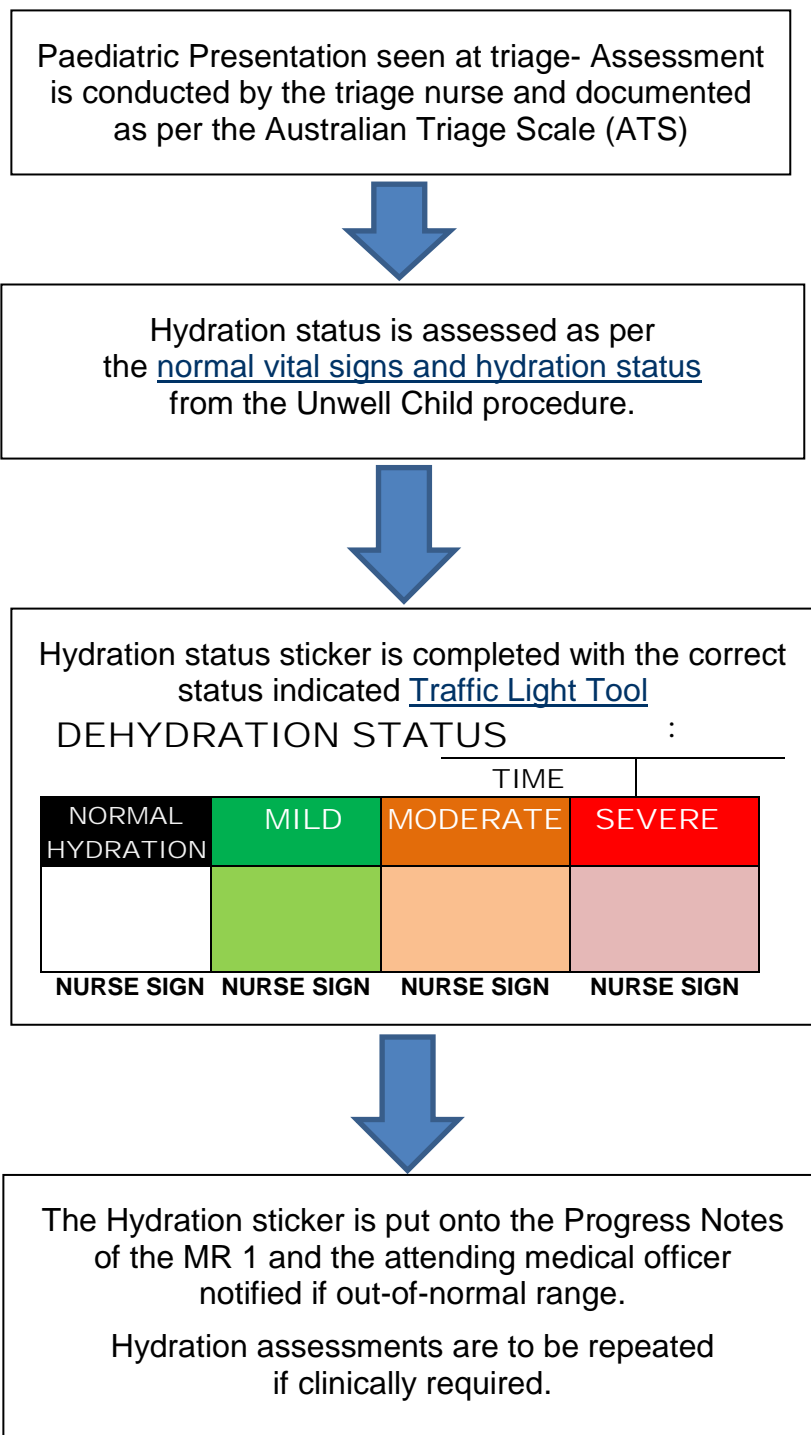 Paediatric Presentation seen at triage- Assessment
is conducted by the triage nurse and documented
as per the Australian Triage Scale (ATS)
Hydration status is assessed as per
the normal vital signs and hydration status
from the Unwell Child procedure.
Hydration status sticker is completed with the correct
status indicated Traffic Light Tool
DEHYDRATION STATUS :
TIME
NORMAL HYDRATION MILD MODERATE SEVERE
NURSE SIGN NURSE SIGN NURSE SIGN NURSE SIGN
The Hydration sticker is put onto the Progress Notes
of the MR 1 and the attending medical officer
notified if out-of-normal range.
Hydration assessments are to be repeated
if clinically required.